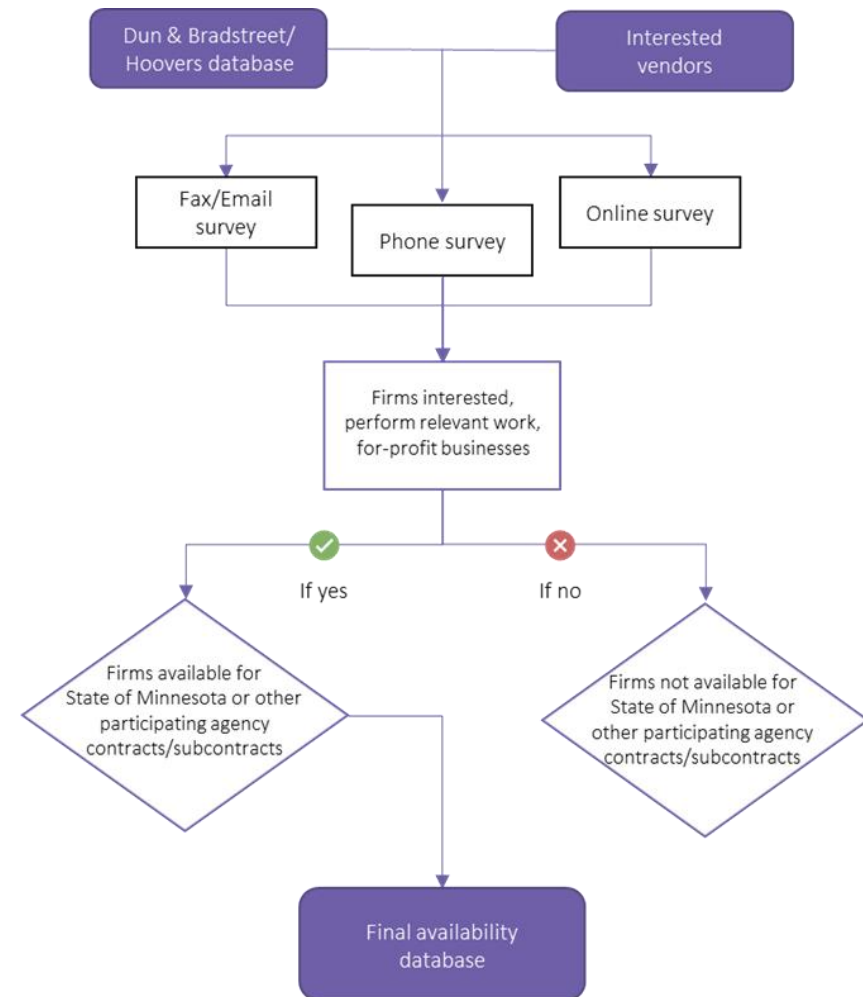 Dun & Bradstreet/
Hoovers database
Interested
vendors
Fax/Email
survey
Phone survey
Online survey
Firms interested,
perform relevant work,
for-profit businesses
If yes
If no
Firms available for
State of Minnesota or other
participating agency
contracts/subcontracts
Firms not available for
State of Minnesota or
other participating agency
contracts/subcontracts
Final availability
database